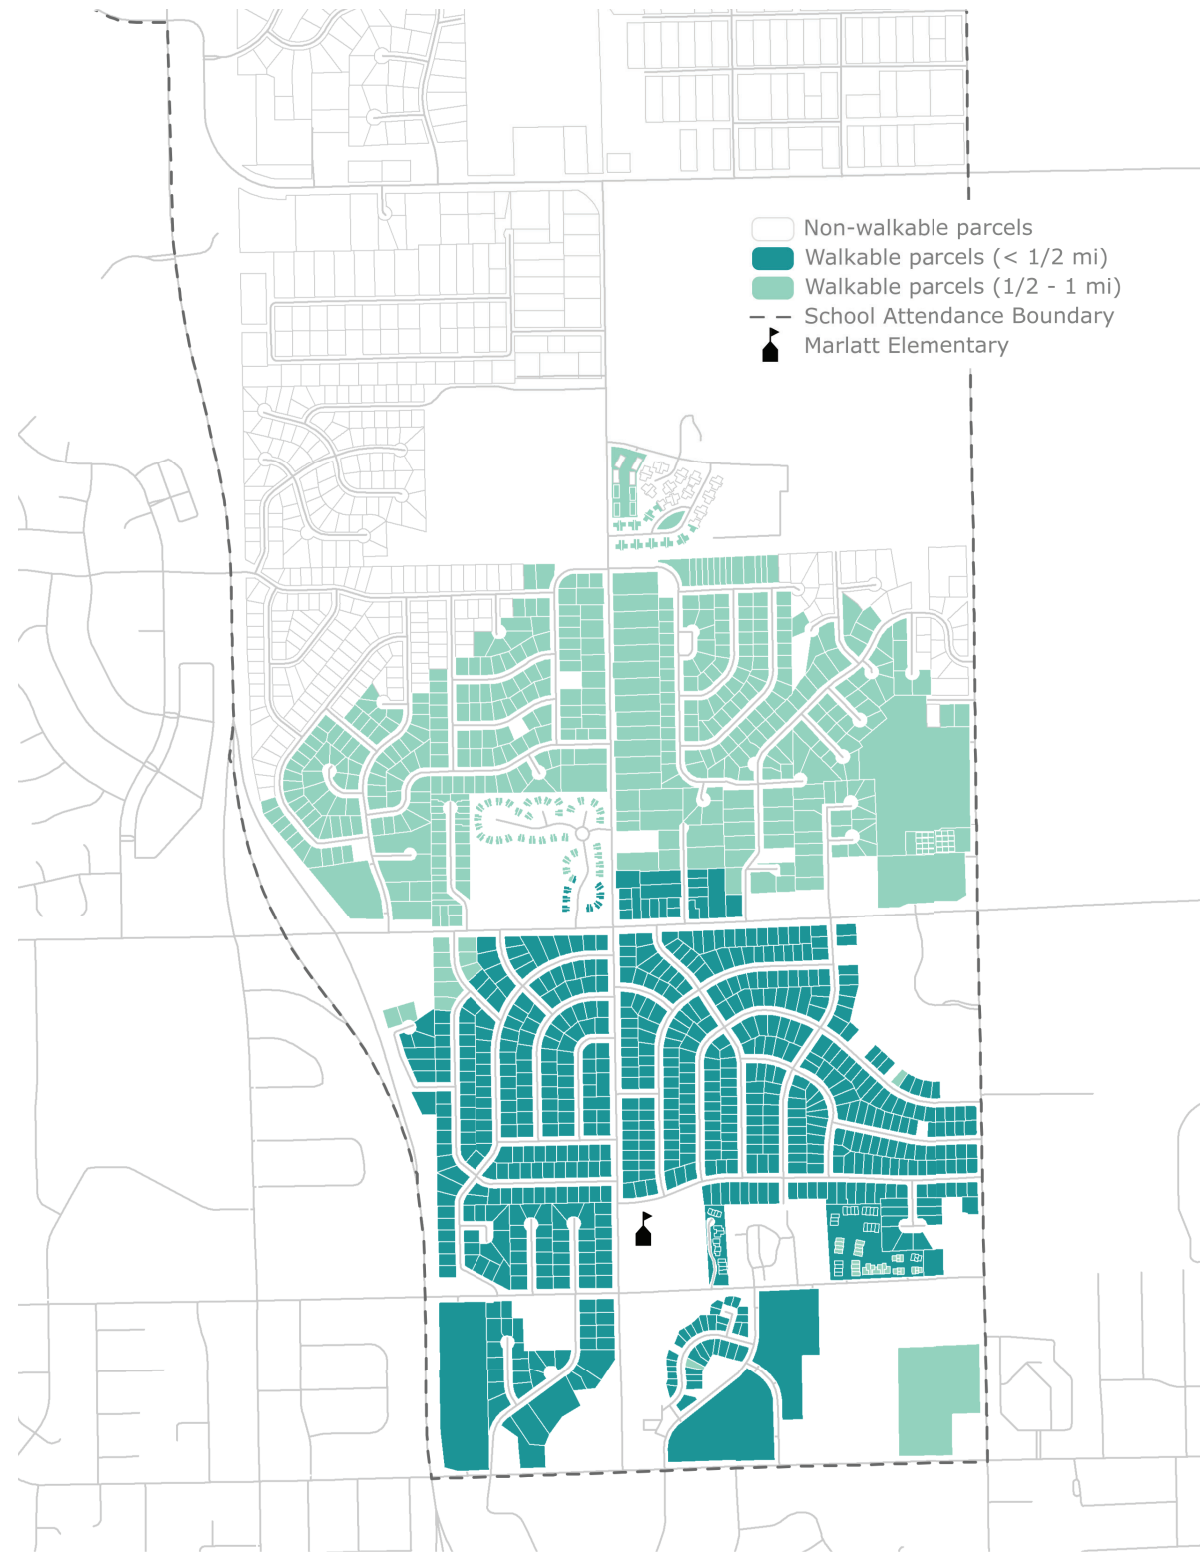 Non-walkable parcels
Walkable parcels (< 1/2 mi)
Walkable parcels (1/2 - 1 mi)
School Attendance Boundary
Marlatt Elementary